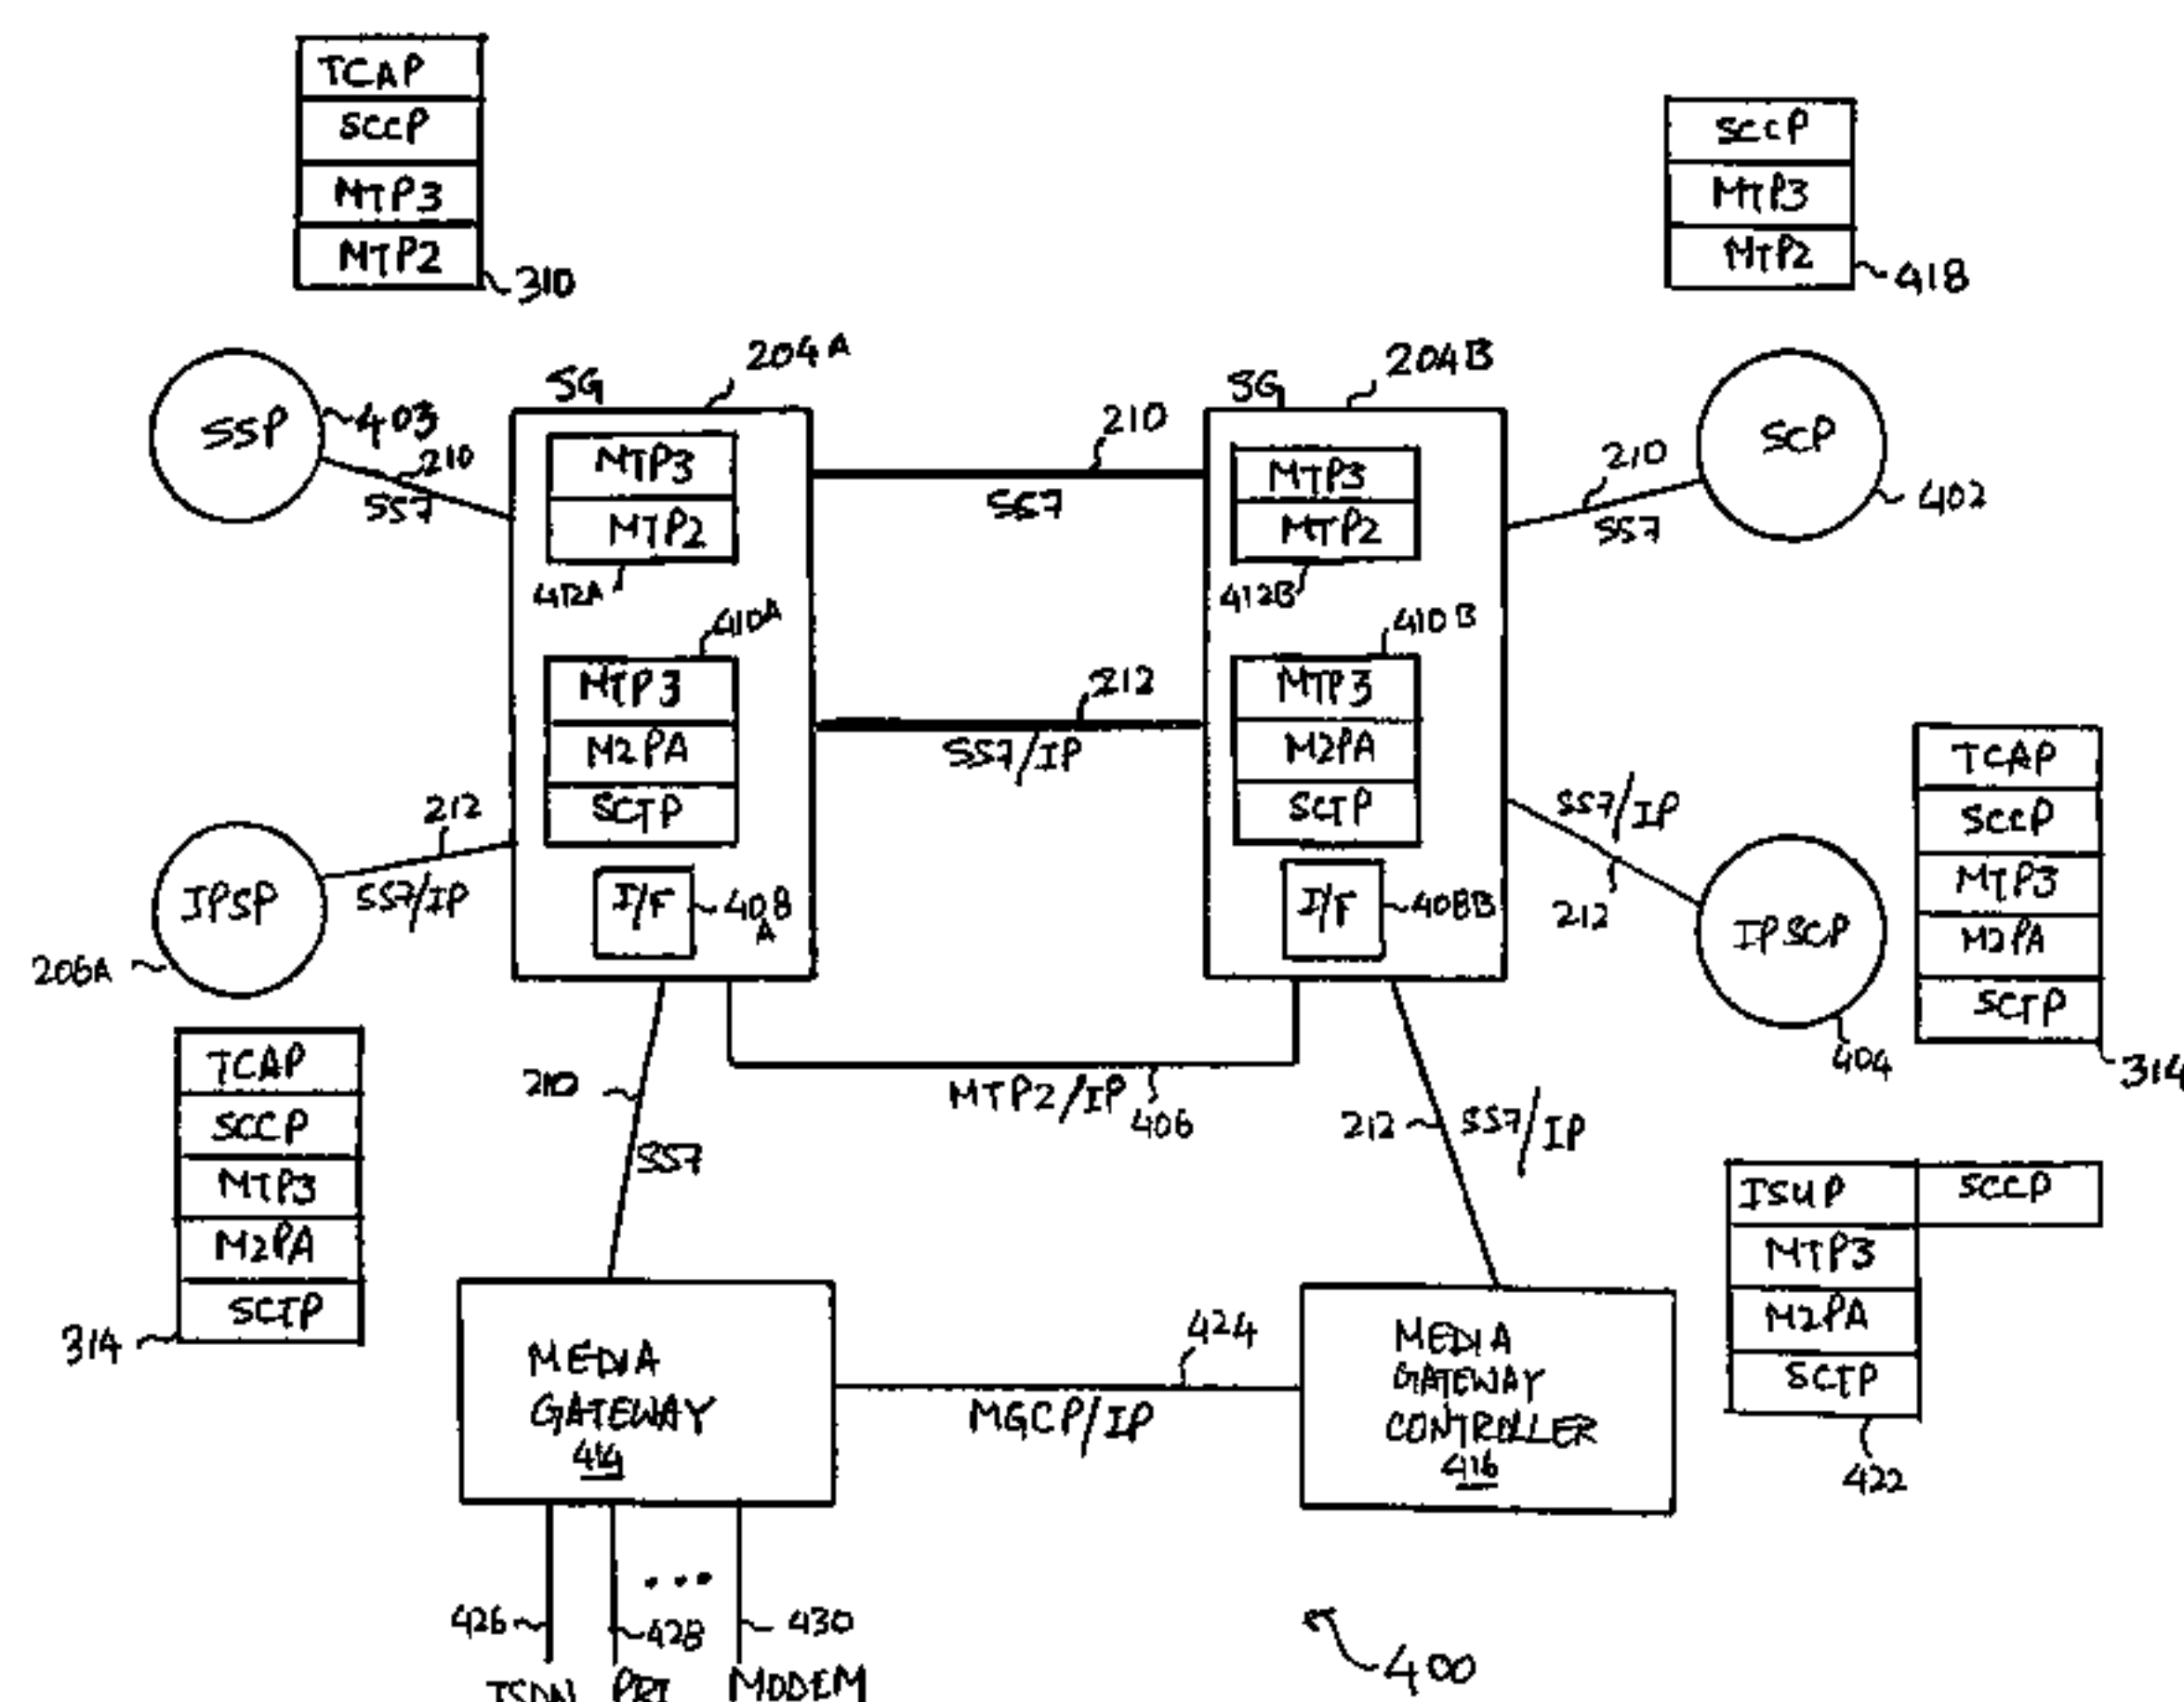 TCAP
SCCP
MTP3
MTP2
310
SCCP
MTP3
MTP2
418
SSP
403
210
SS7
SG
204A
MTP3
MTP2
412A
410A
MTP3
M2PA
SCTP
I/F
408
A
210
SS7
212
SS7/IP
SG
204B
MTP3
MTP2
412B
410B
MTP3
M2PA
SCTP
I/F
408B
210
SS7
SCP
402
IPSP
206A
212
SS7/IP
SS7/IP
212
IPSCP
404
TCAP
SCCP
MTP3
M2PA
SCTP
314
TCAP
SCCP
MTP3
M2PA
SCTP
314
210
SS7
MTP2/IP
406
212
SS7/IP
ISUP
SCCP
MTP3
M2PA
SCTP
422
MEDIA
GATEWAY
414
424
MGCP/IP
MEDIA
GATEWAY
CONTROLLER
416
...
426
428
430
ISDN
PRI
MODEM
400